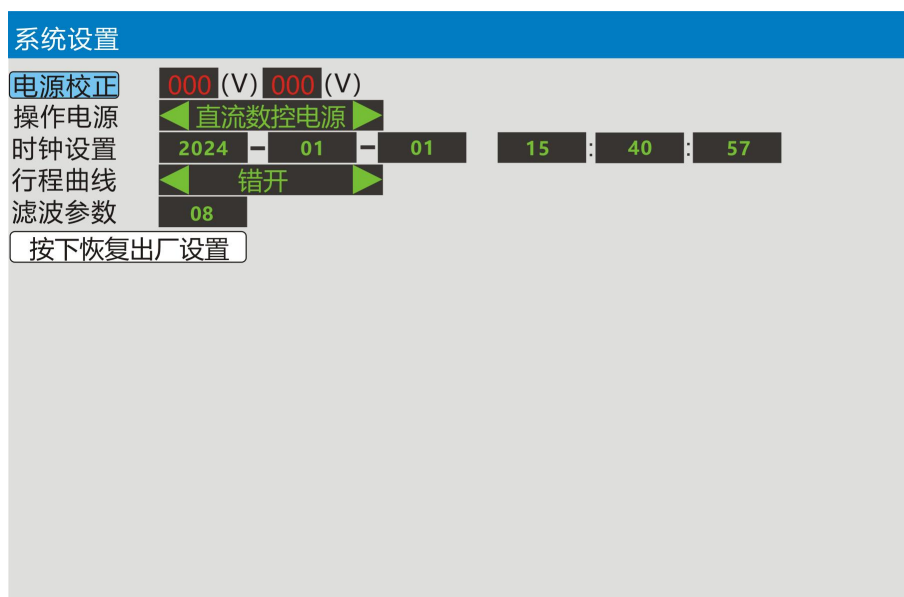 系统设置
电源校正 000 (V) 000 (V)
操作电源 直流数控电源
时钟设置 2024 - 01 - 01 15 : 40 : 57
行程曲线 错开
滤波参数 08
按下恢复出厂设置